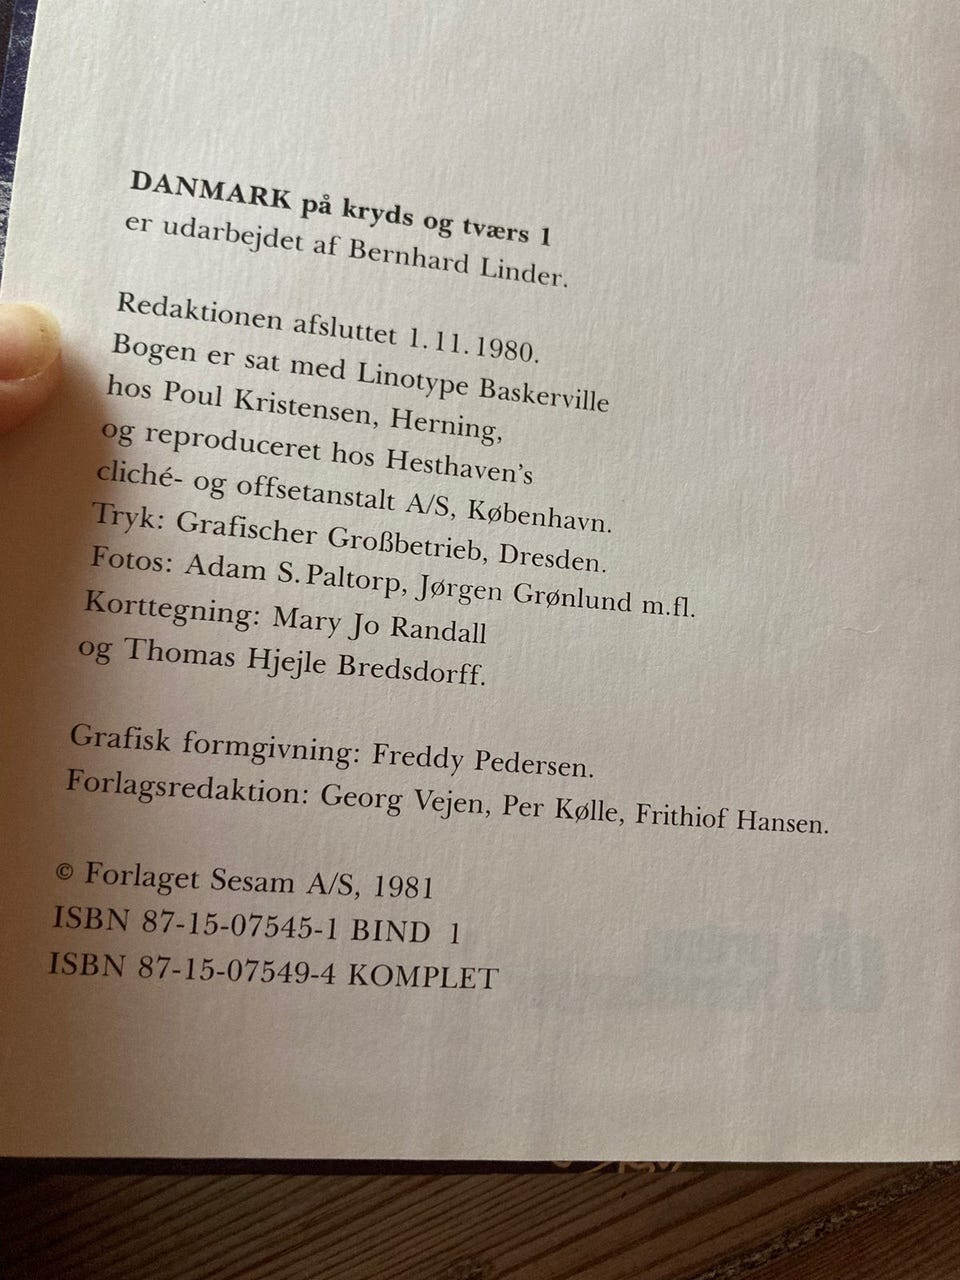 DANMARK på kryds og tværs 1
er udarbejdet af Bernhard Linder.
Redaktionen afsluttet 1.11.1980.
Bogen er sat med Linotype Baskerville
hos Poul Kristensen, Herning,
og reproduceret hos Hesthaven's
cliché- og offsetanstalt A/S, København.
Tryk: Grafischer Großbetrieb, Dresden.
Fotos: Adam S. Paltorp, Jørgen Grønlund m.fl.
Korttegning: Mary Jo Randall
og Thomas Hjejle Bredsdorff.
Grafisk formgivning: Freddy Pedersen.
Forlagsredaktion: Georg Vejen, Per Kølle, Frithiof Hansen.
© Forlaget Sesam A/S, 1981
ISBN 87-15-07545-1 BIND 1
ISBN 87-15-07549-4 KOMPLET